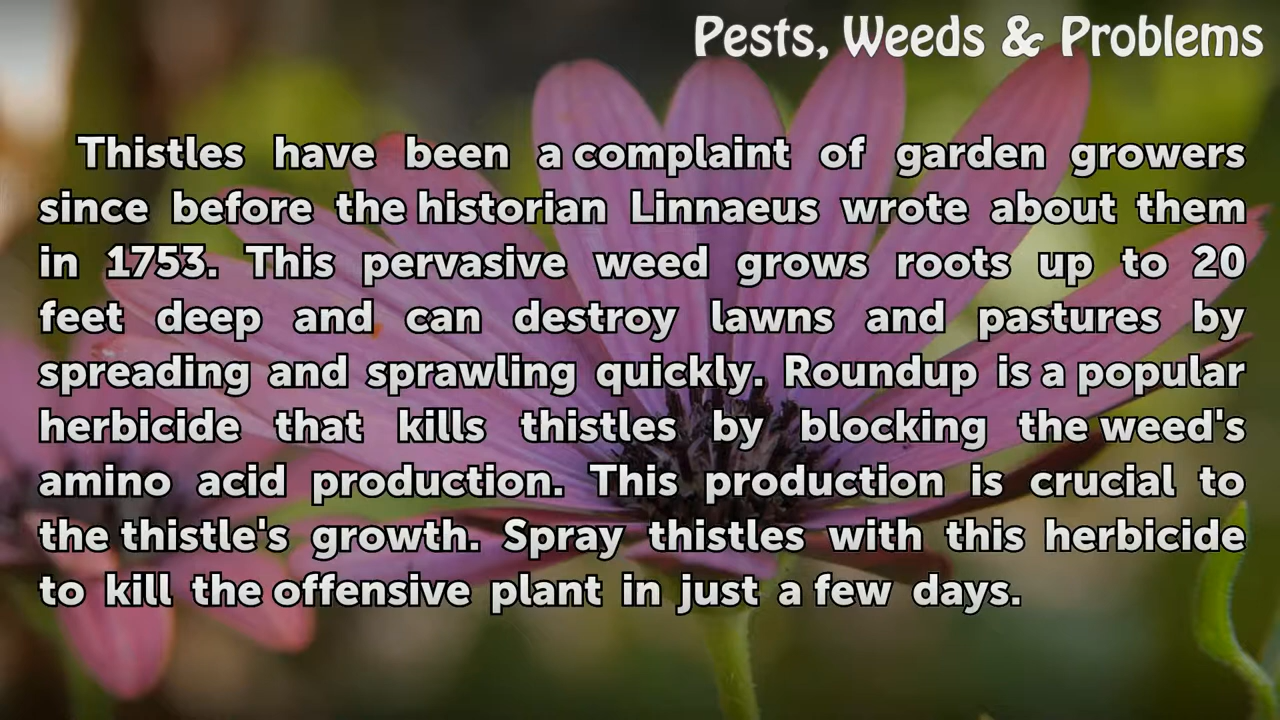 Pests, Weeds & Problems
Thistles have been a complaint of garden growers
since before the historian Linnaeus wrote about them
in 1753. This pervasive weed grows roots up to 20
feet deep and can destroy lawns and pastures by
spreading and sprawling quickly. Roundup is a popular
herbicide that kills thistles by blocking the weed's
amino acid production. This production is crucial to
the thistle's growth. Spray thistles with this herbicide
to kill the offensive plant in just a few days.